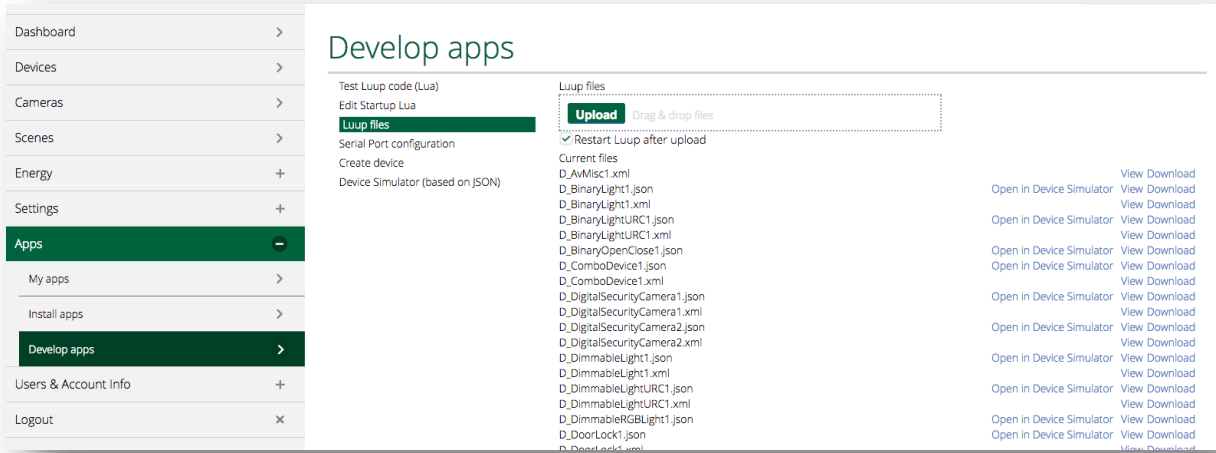 Dashboard
Devices
Cameras
Scenes
Energy
Settings
Apps
My apps
Install apps
Develop apps
Users & Account Info
Logout
Develop apps
Test Luup code (Lua)
Edit Startup Lua
Luup files
Serial Port configuration
Create device
Device Simulator (based on JSON)
Luup files
Upload Drag & drop files
Restart Luup after upload
Current files
D_AvMisc1.xml View Download
D_BinaryLight1.json Open in Device Simulator View Download
D_BinaryLight1.xml View Download
D_BinaryLightURC1.json Open in Device Simulator View Download
D_BinaryLightURC1.xml View Download
D_BinaryOpenClose1.json Open in Device Simulator View Download
D_ComboDevice1.json Open in Device Simulator View Download
D_ComboDevice1.xml View Download
D_DigitalSecurityCamera1.json Open in Device Simulator View Download
D_DigitalSecurityCamera1.xml View Download
D_DigitalSecurityCamera2.json Open in Device Simulator View Download
D_DigitalSecurityCamera2.xml View Download
D_DimmableLight1.json Open in Device Simulator View Download
D_DimmableLight1.xml View Download
D_DimmableLightURC1.json Open in Device Simulator View Download
D_DimmableLightURC1.xml View Download
D_DimmableRGBLight1.json Open in Device Simulator View Download
D_DoorLock1.json Open in Device Simulator View Download
D_DoorLock1.xml View Download